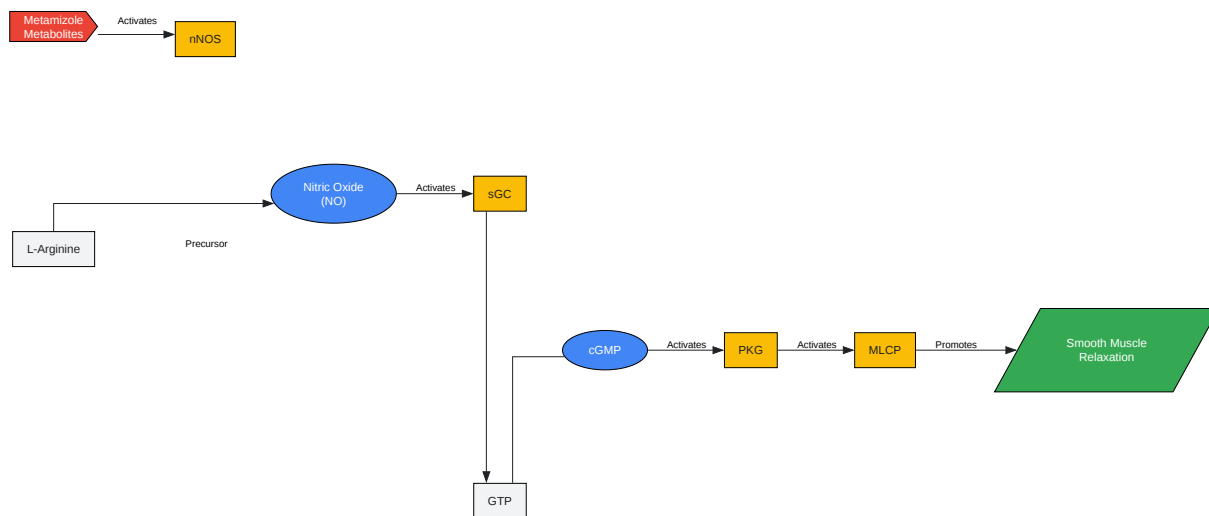 Metamizole
Metabolites
Activates
nNOS
Nitric Oxide
(NO)
Activates
sGC
Precursor
L-Arginine
cGMP
Activates
PKG
Activates
MLCP
Promotes
Smooth Muscle
Relaxation
GTP